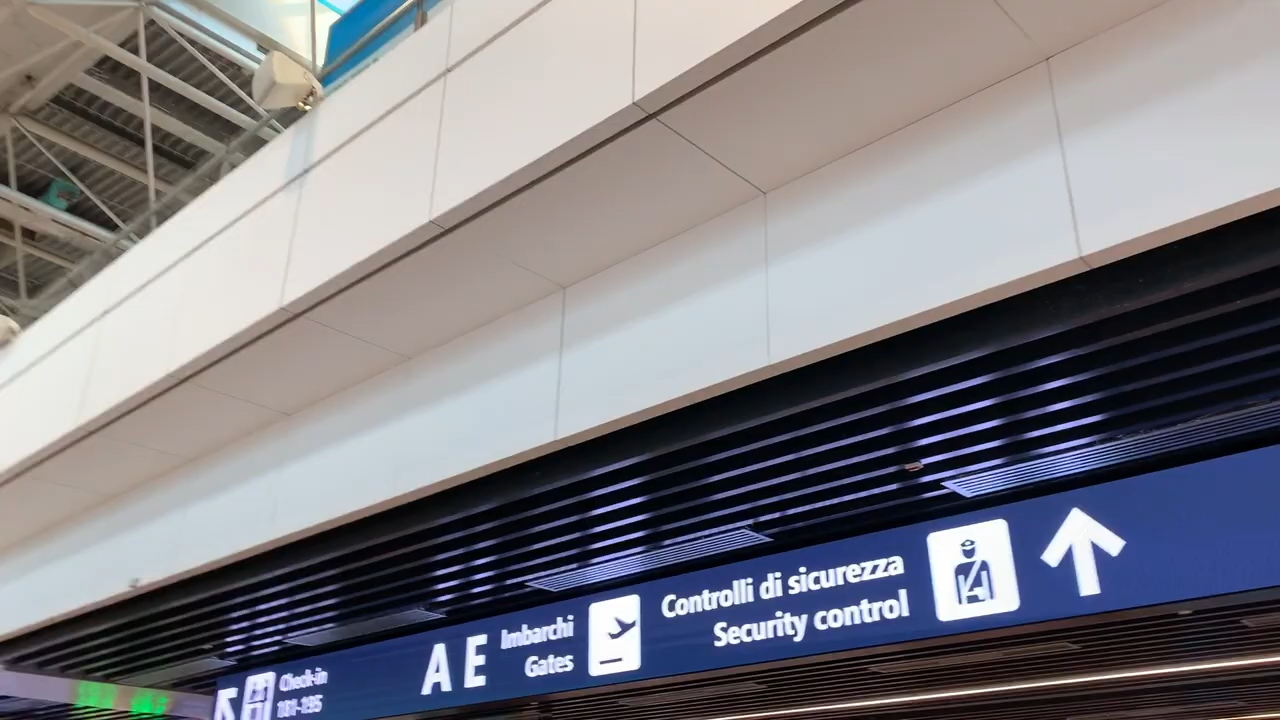 Check-in
181-195
A E
Imbarchi
Gates
Controlli di sicurezza
Security control